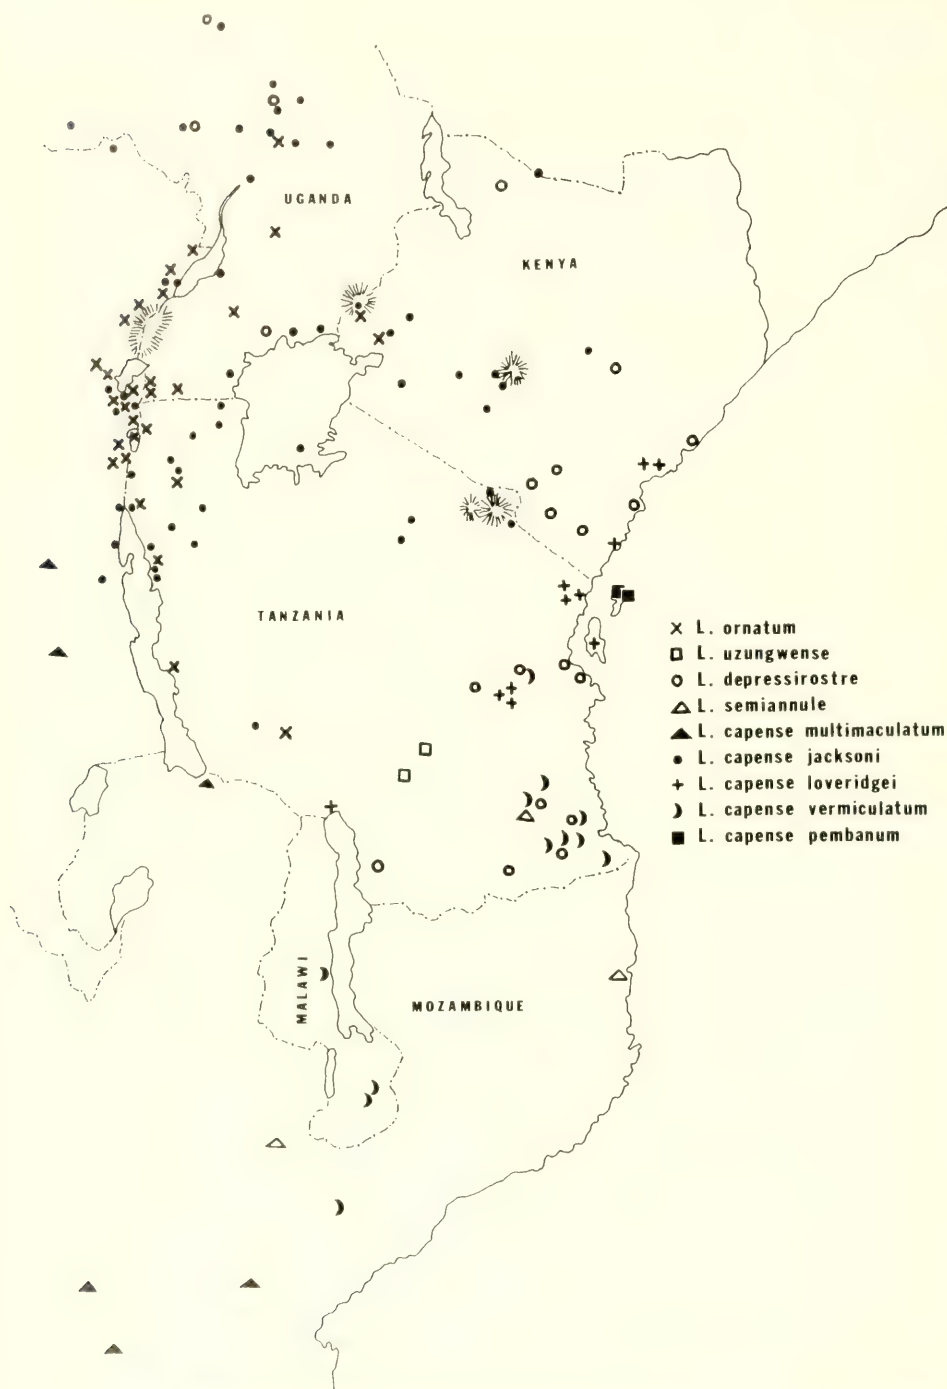 UGANDA
KENYA
TANZANIA
L. ornatum
L. uzungwense
L. depressirostre
L. semiannule
L. capense multimaculatum
L. capense jacksoni
L. capense loveridgei
L. capense vermiculatum
L. capense pembanum
MALAWI
MOZAMBIQUE